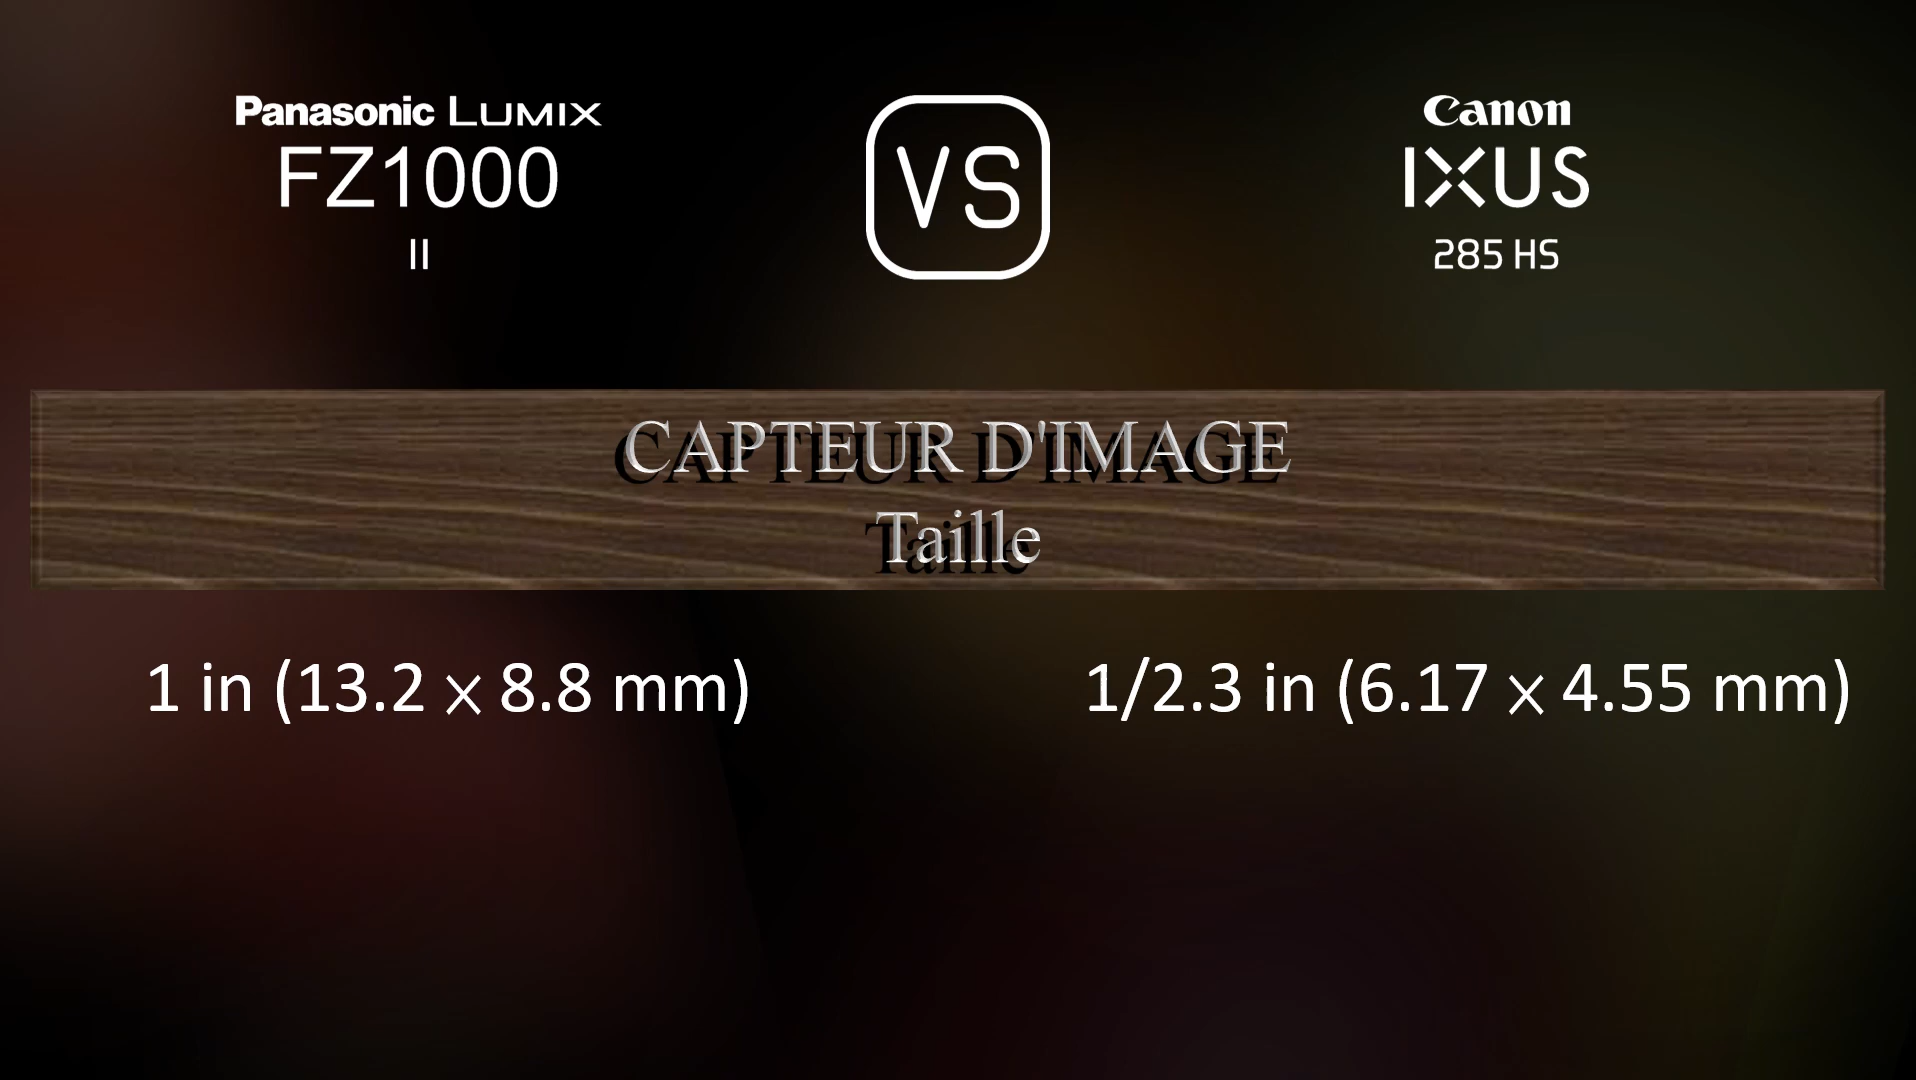 Panasonic LUMIX
FZ1000
II
VS
Canon
IXUS
285 HS
CAPTEUR D'IMAGE
Taille
1 in (13.2 x 8.8 mm)
1/2.3 in (6.17 x 4.55 mm)